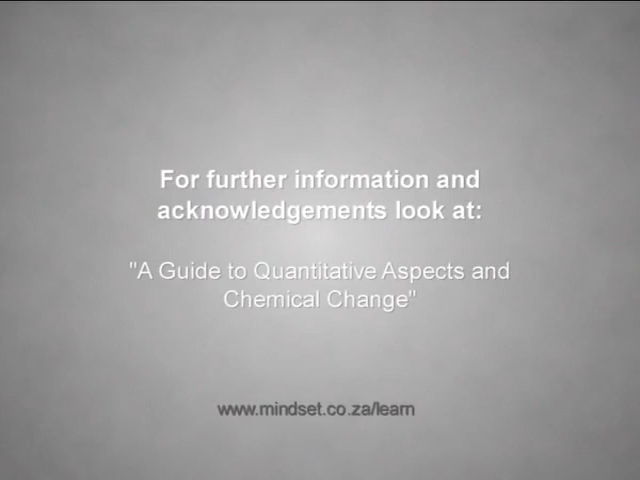 For further information and
acknowledgements look at:
"A Guide to Quantitative Aspects and
Chemical Change"
www.mindset.co.za/learn